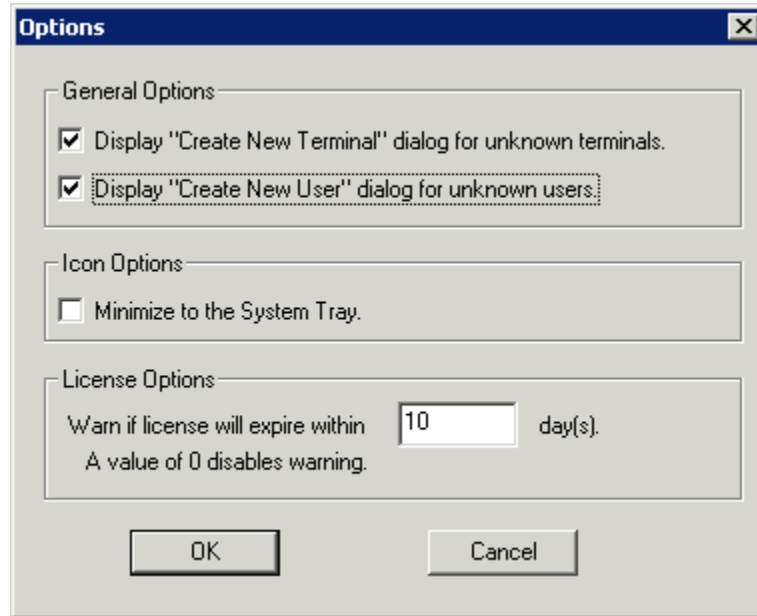 Options
General Options
Display "Create New Terminal" dialog for unknown terminals.
Display "Create New User" dialog for unknown users.
Icon Options
Minimize to the System Tray.
License Options
Warn if license will expire within 10 day(s).
A value of 0 disables warning.
OK Cancel